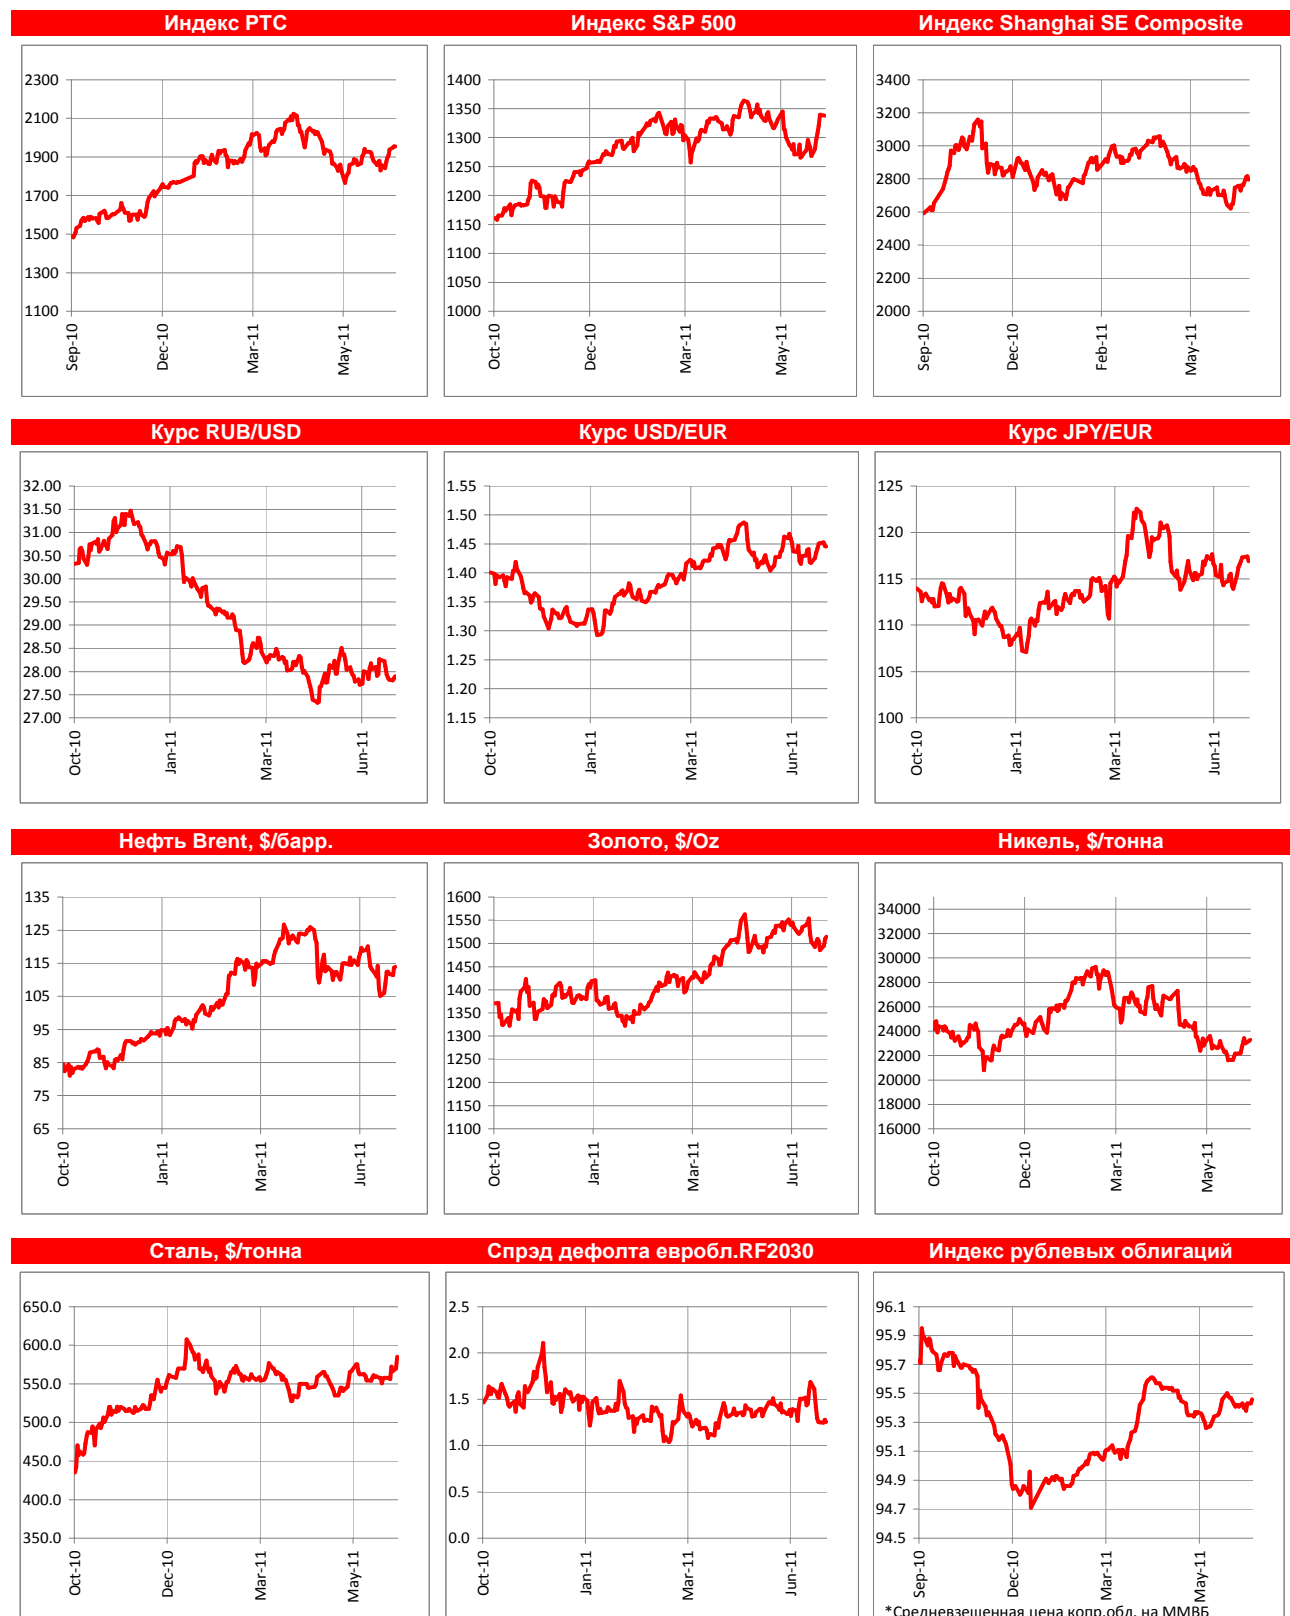 Индекс РТС
Индекс S&P 500
Индекс Shanghai SE Composite
2300
2100
1900
1700
1500
1300
1100
Sep-10
Dec-10
Mar-11
May-11
1400
1350
1300
1250
1200
1150
1100
1050
1000
Oct-10
Dec-10
Mar-11
May-11
3400
3200
3000
2800
2600
2400
2200
2000
Sep-10
Dec-10
Feb-11
May-11
Курс RUB/USD
Курс USD/EUR
Курс JPY/EUR
32.00
31.50
31.00
30.50
30.00
29.50
29.00
28.50
28.00
27.50
27.00
Oct-10
Jan-11
Mar-11
Jun-11
1.55
1.50
1.45
1.40
1.35
1.30
1.25
1.20
1.15
Oct-10
Jan-11
Mar-11
Jun-11
125
120
115
110
105
100
Oct-10
Jan-11
Mar-11
Jun-11
Нефть Brent, $/барр.
Золото, $/Oz
Никель, $/тонна
135
125
115
105
95
85
75
65
Oct-10
Jan-11
Mar-11
Jun-11
1600
1550
1500
1450
1400
1350
1300
1250
1200
1150
1100
Oct-10
Jan-11
Mar-11
Jun-11
34000
32000
30000
28000
26000
24000
22000
20000
18000
16000
Oct-10
Dec-10
Mar-11
May-11
Сталь, $/тонна
Спрэд дефолта евробл.RF2030
Индекс рублевых облигаций
650.0
600.0
550.0
500.0
450.0
400.0
350.0
Oct-10
Dec-10
Mar-11
May-11
2.5
2.0
1.5
1.0
0.5
0.0
Oct-10
Jan-11
Mar-11
Jun-11
96.1
95.9
95.7
95.5
95.3
95.1
94.9
94.7
94.5
Sep-10
Dec-10
Mar-11
May-11
*Средневзешенная цена копр.обл. на ММВБ